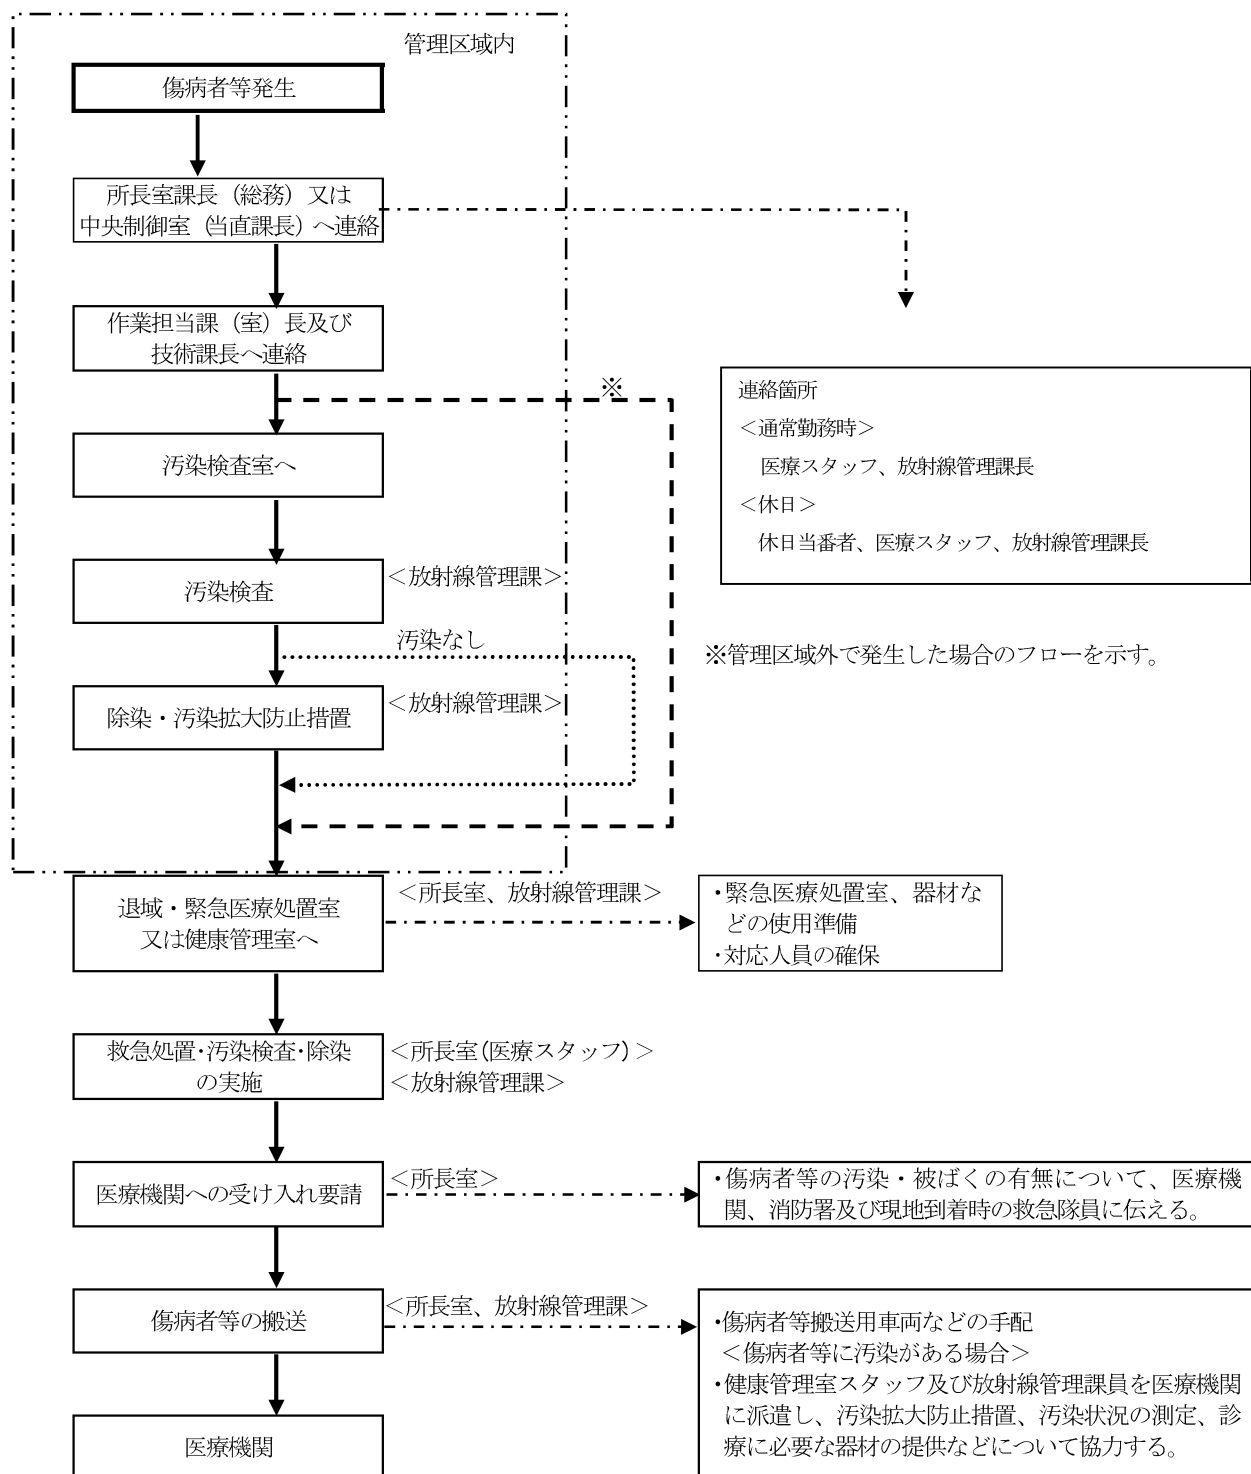 管理区域内
傷病者等発生
所長室課長（総務）又は
中央制御室（当直課長）へ連絡
作業担当課（室）長及び
技術課長へ連絡
※
連絡箇所
＜通常勤務時＞
医療スタッフ、放射線管理課長
＜休日＞
休日当番者、医療スタッフ、放射線管理課長
汚染検査室へ
汚染検査
＜放射線管理課＞
汚染なし
※管理区域外で発生した場合のフローを示す。
除染・汚染拡大防止措置
＜放射線管理課＞
退域・緊急医療処置室
又は健康管理室へ
＜所長室、放射線管理課＞
・緊急医療処置室、器材な
どの使用準備
・対応人員の確保
救急処置・汚染検査・除染
の実施
＜所長室（医療スタッフ）＞
＜放射線管理課＞
医療機関への受け入れ要請
＜所長室＞
・傷病者等の汚染・被ばくの有無について、医療機
関、消防署及び現地到着時の救急隊員に伝える。
傷病者等の搬送
＜所長室、放射線管理課＞
・傷病者等搬送用車両などの手配
＜傷病者等に汚染がある場合＞
・健康管理室スタッフ及び放射線管理課員を医療機関
に派遣し、汚染拡大防止措置、汚染状況の測定、診
療に必要な器材の提供などについて協力する。
医療機関